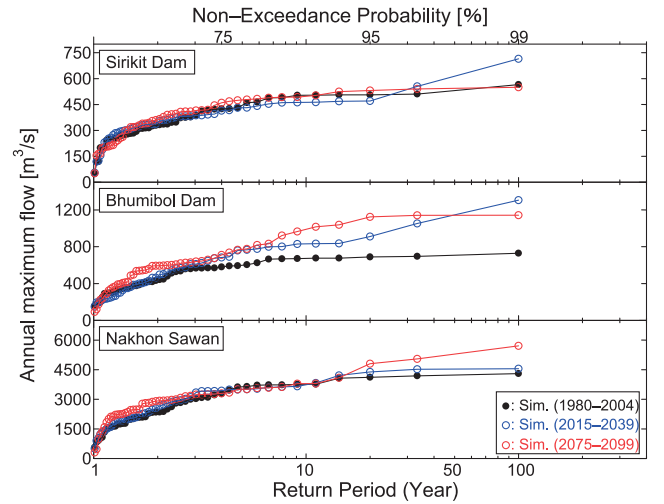 Non–Exceedance Probability [%]
75 95 99
Annual maximum flow [m³/s]
Sirikit Dam
750
600
450
300
150
0
Bhumibol Dam
1200
800
400
0
Nakhon Sawan
6000
4500
3000
1500
0
●: Sim. (1980–2004)
○: Sim. (2015–2039)
○: Sim. (2075–2099)
1 10 50 100
Return Period (Year)